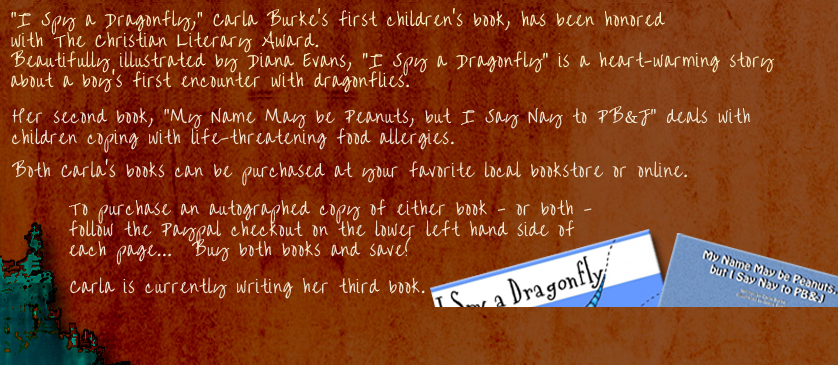 "I Spy a Dragonfly," Carla Burke's first children's book, has been honored
with The Christian Literary Award.
Beautifully illustrated by Diana Evans, "I Spy a Dragonfly" is a heart-warming story
about a boy's first encounter with dragonflies.
Her second book, "My Name May be Peanuts, but I Say Nay to PB&J" deals with
children coping with life-threatening food allergies.
Both Carla's books can be purchased at your favorite local bookstore or online.
To purchase an autographed copy of either book - or both -
follow the Paypal checkout on the lower left hand side of
each page... Buy both books and save!
Carla is currently writing her third book.
I Spy a Dragonfly
My Name May be Peanuts,
but I Say Nay to PB&J